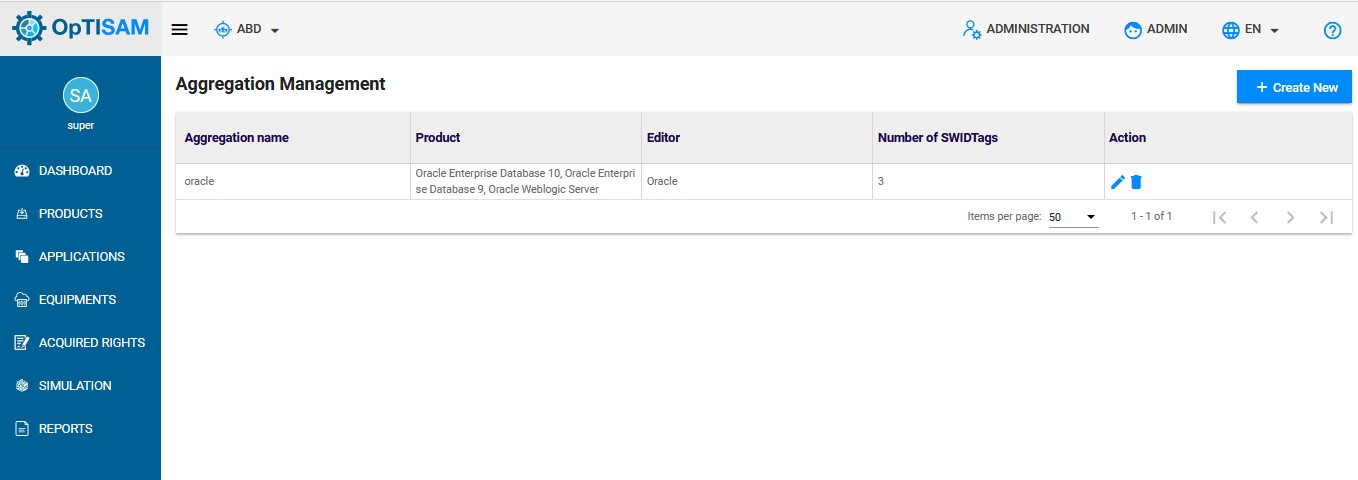 OpTISAM ABD ADMINISTRATION ADMIN EN
SA
super
DASHBOARD
PRODUCTS
APPLICATIONS
EQUIPMENTS
ACQUIRED RIGHTS
SIMULATION
REPORTS
Aggregation Management
+ Create New
Aggregation name Product Editor Number of SWIDTags Action
oracle
Oracle Enterprise Database 10, Oracle Enterpri
se Database 9, Oracle Weblogic Server
Oracle
3
Items per page: 50 1 - 1 of 1